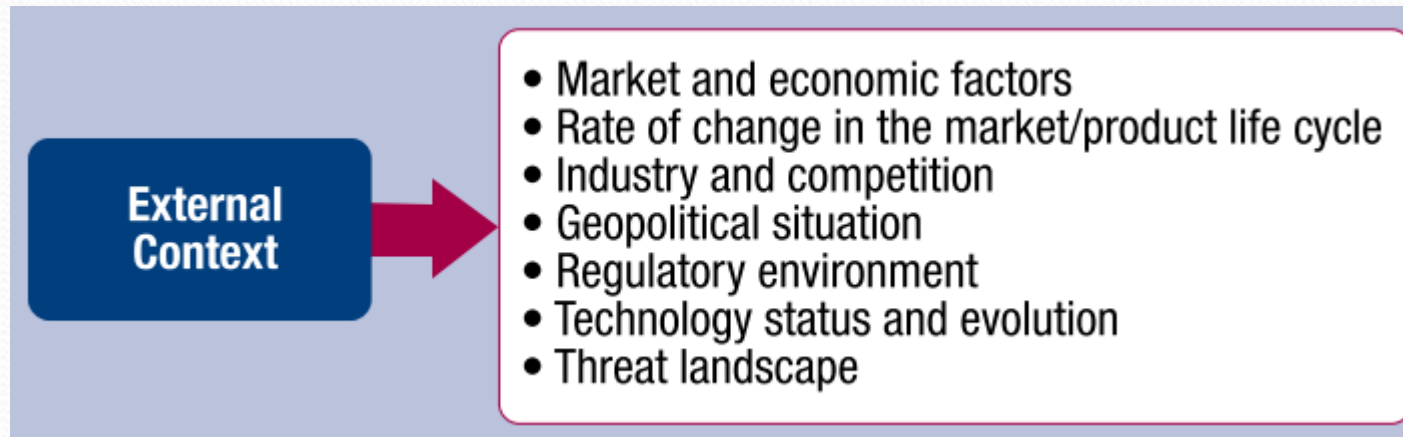 External
Context
• Market and economic factors
• Rate of change in the market/product life cycle
• Industry and competition
• Geopolitical situation
• Regulatory environment
• Technology status and evolution
• Threat landscape